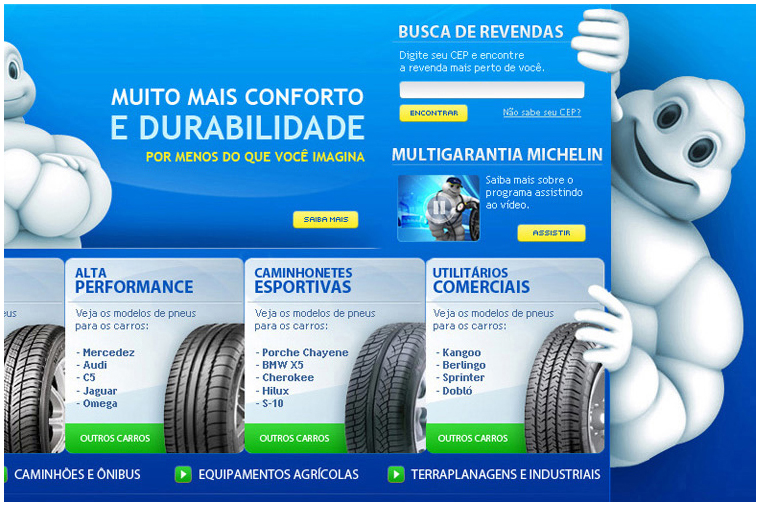 MUITO MAIS CONFORTO
E DURABILIDADE
POR MENOS DO QUE VOCÊ IMAGINA
SAIBA MAIS
BUSCA DE REVENDAS
Digite seu CEP e encontre
a revenda mais perto de você.
ENCONTRAR
Não sabe seu CEP?
MULTIGARANTIA MICHELIN
Saiba mais sobre o
programa assistindo
ao vídeo.
ASSISTIR
eus
ALTA
PERFORMANCE
Veja os modelos de pneus
para os carros:
- Mercedez
- Audi
- C5
- Jaguar
- Omega
OUTROS CARROS
CAMINHONETES
ESPORTIVAS
Veja os modelos de pneus
para os carros:
- Porche Chayene
- BMW X5
- Cherokee
- Hilux
- S-10
OUTROS CARROS
UTILITÁRIOS
COMERCIAIS
Veja os modelos de pneus
para os carros:
- Kangoo
- Berlingo
- Sprinter
- Dobló
OUTROS CARROS
CAMINHÕES E ÔNIBUS
EQUIPAMENTOS AGRÍCOLAS
TERRAPLANAGENS E INDUSTRIAIS